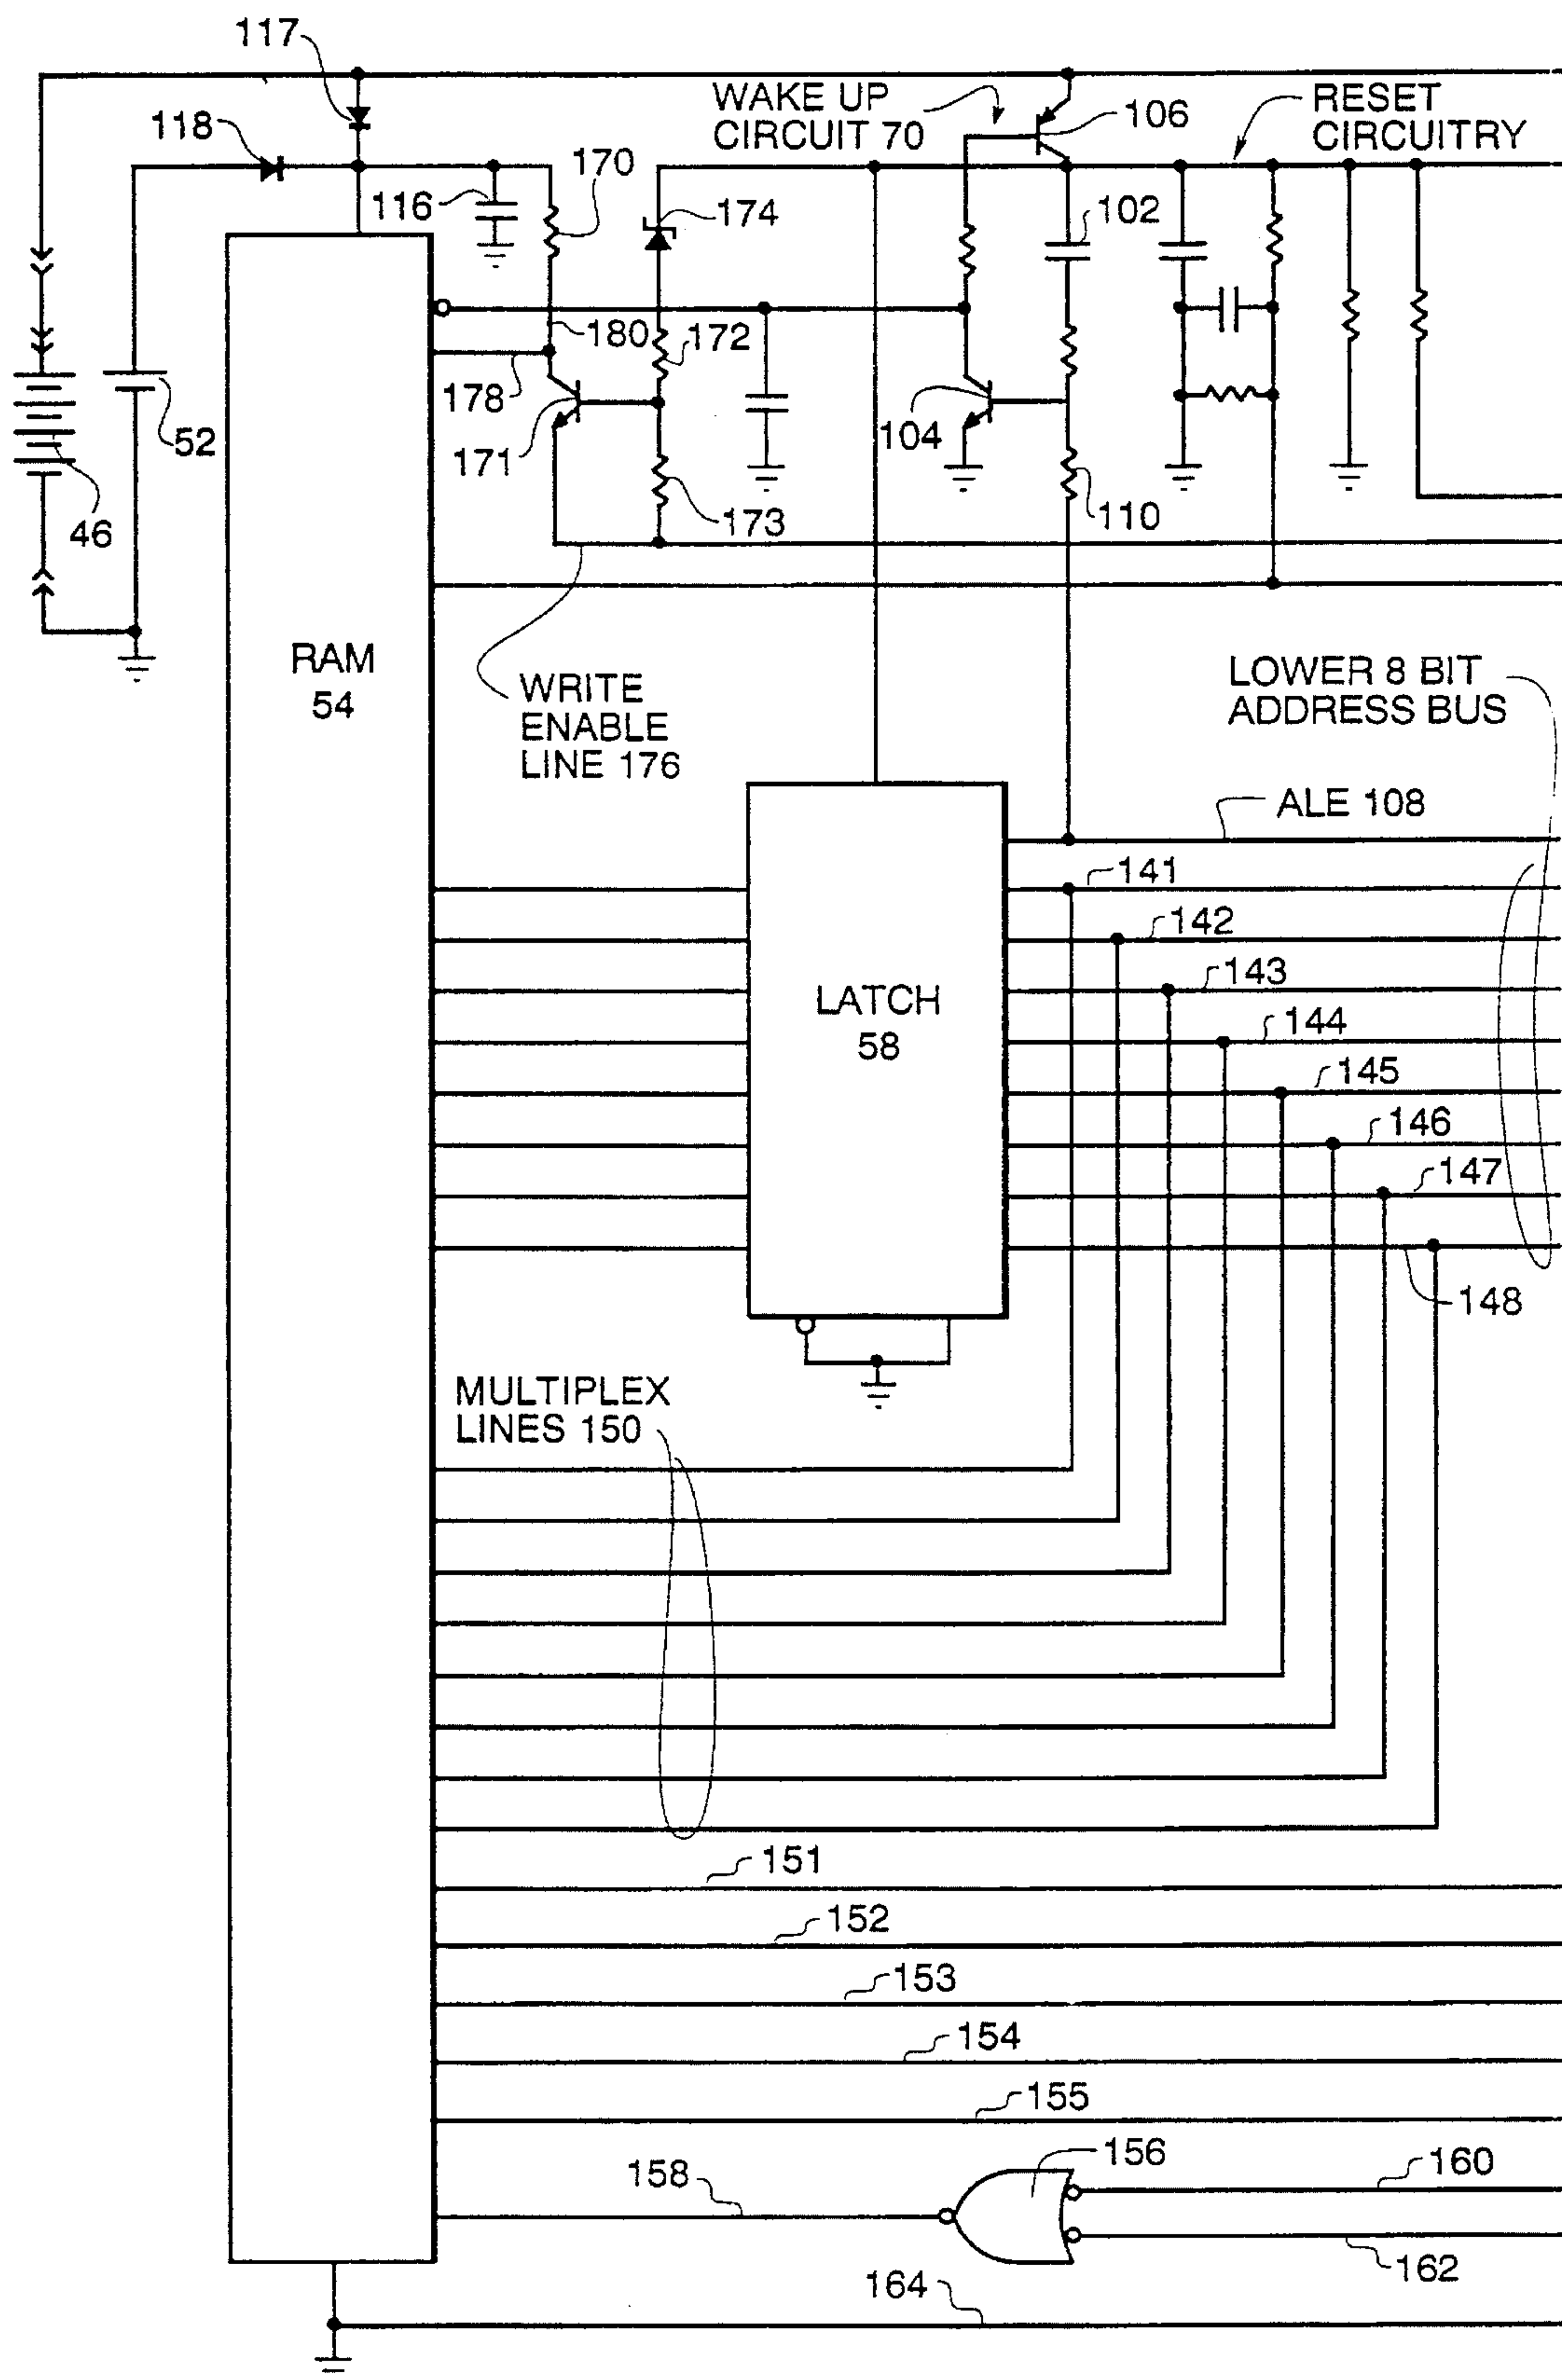 117
WAKE UP
CIRCUIT 70
106
RESET
CIRCUITRY
118
170
116
174
102
180
172
178
52
171
104
46
173
110
RAM
54
WRITE
ENABLE
LINE 176
LOWER 8 BIT
ADDRESS BUS
ALE 108
141
142
143
LATCH
58
144
145
146
147
148
MULTIPLEX
LINES 150
151
152
153
154
155
156
158
160
162
164